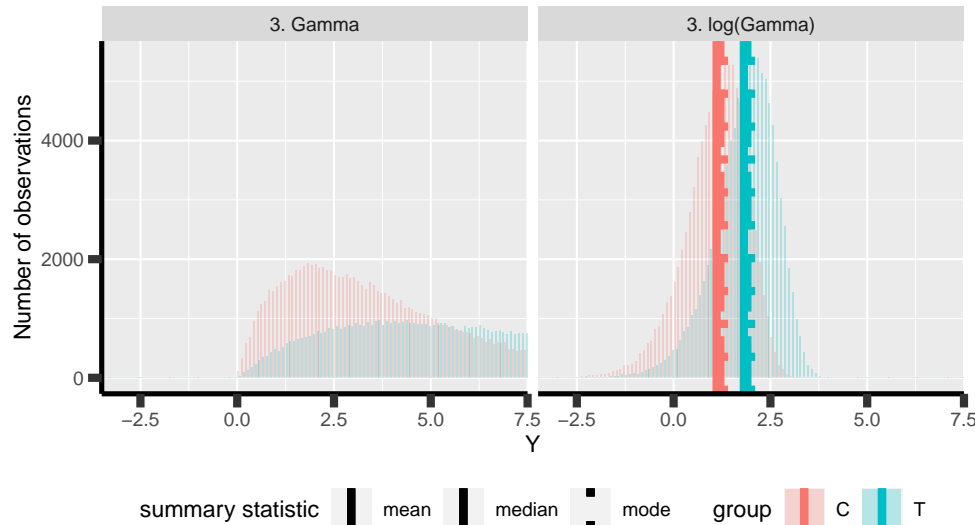 3. Gamma
3. log(Gamma)
Number of observations
4000
2000
0
−2.5 0.0 2.5 5.0 7.5
−2.5 0.0 2.5 5.0 7.5
Y
summary statistic mean median mode group C T